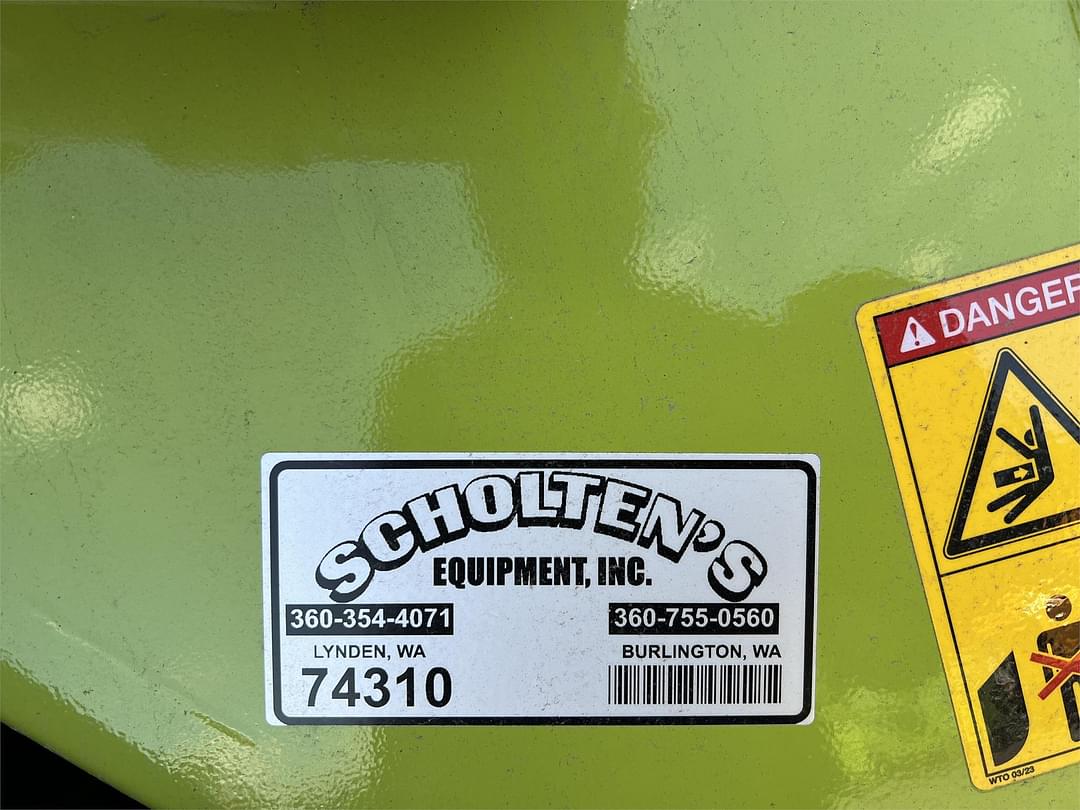 DANGER
SCHOLTEN'S
EQUIPMENT, INC.
360-354-4071 360-755-0560
LYNDEN, WA BURLINGTON, WA
74310
WTO 03/23